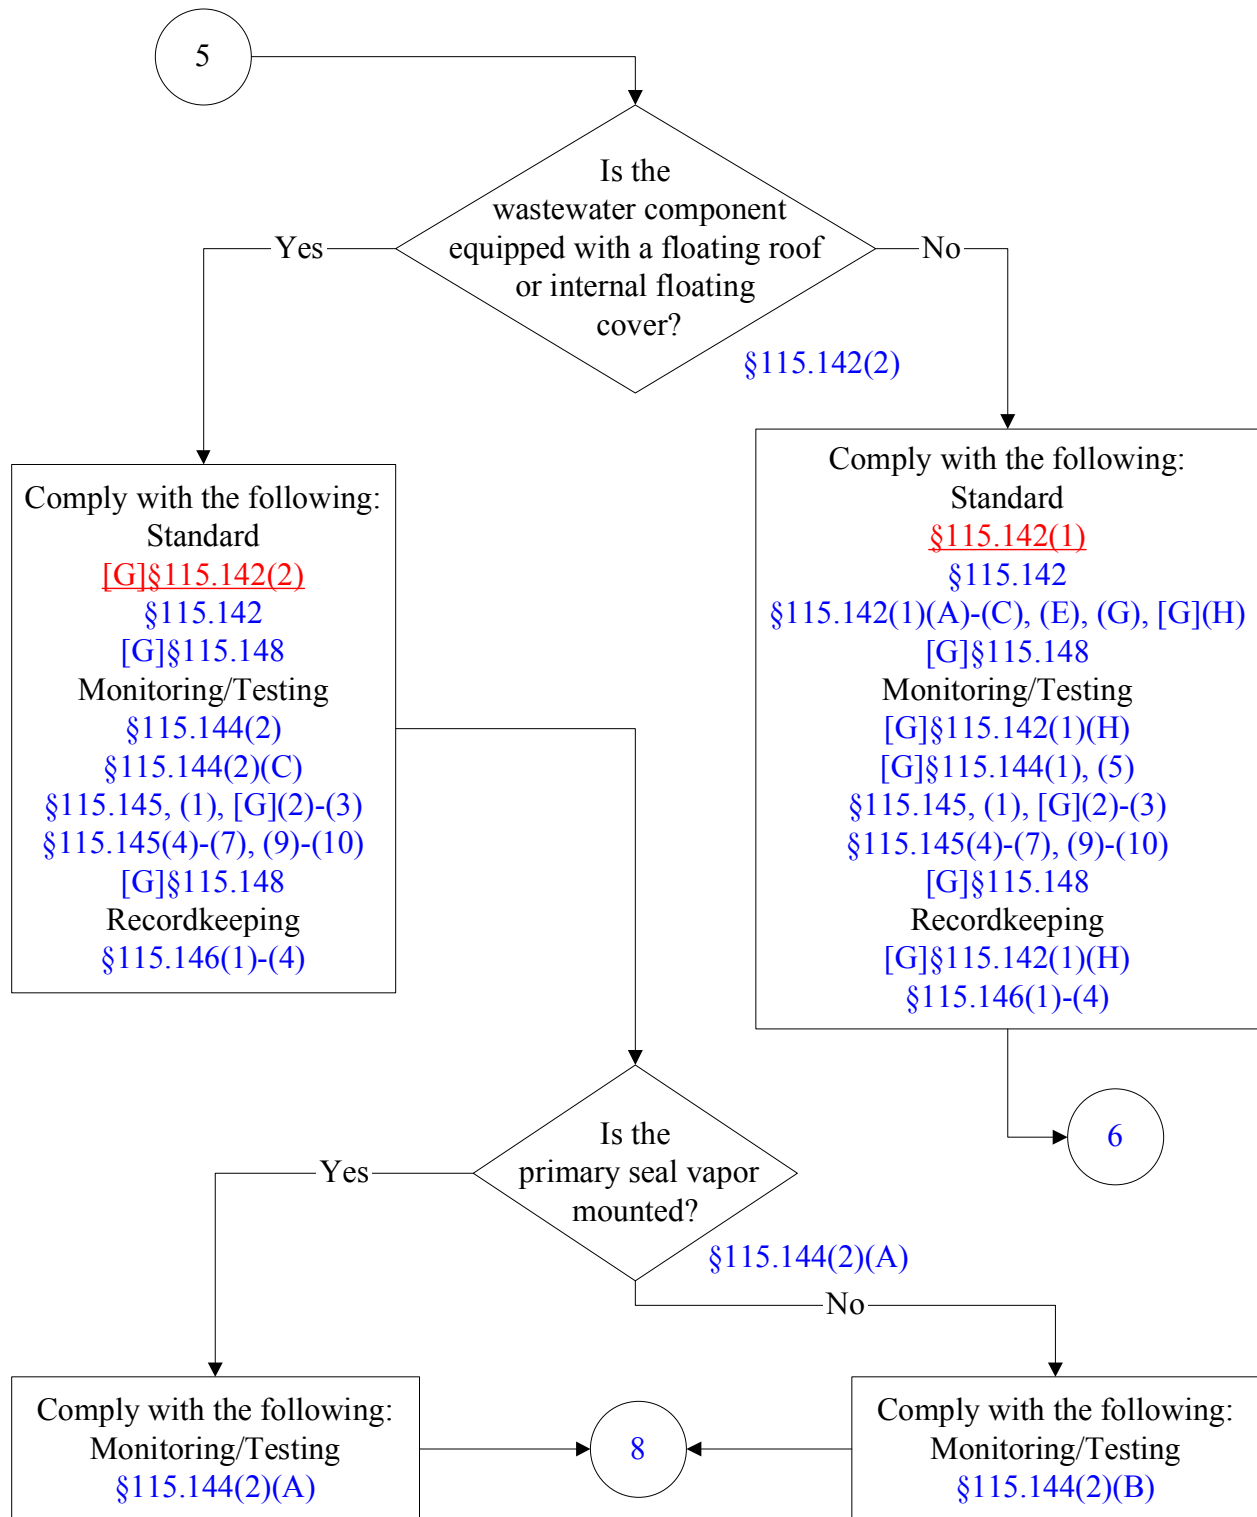 5
Is the
wastewater component
equipped with a floating roof
or internal floating
cover?
Yes
No
§115.142(2)
Comply with the following:
Standard
[G]§115.142(2)
§115.142
[G]§115.148
Monitoring/Testing
§115.144(2)
§115.144(2)(C)
§115.145, (1), [G](2)-(3)
§115.145(4)-(7), (9)-(10)
[G]§115.148
Recordkeeping
§115.146(1)-(4)
Comply with the following:
Standard
§115.142(1)
§115.142
§115.142(1)(A)-(C), (E), (G), [G](H)
[G]§115.148
Monitoring/Testing
[G]§115.142(1)(H)
[G]§115.144(1), (5)
§115.145, (1), [G](2)-(3)
§115.145(4)-(7), (9)-(10)
[G]§115.148
Recordkeeping
[G]§115.142(1)(H)
§115.146(1)-(4)
6
Is the
primary seal vapor
mounted?
Yes
§115.144(2)(A)
No
Comply with the following:
Monitoring/Testing
§115.144(2)(A)
8
Comply with the following:
Monitoring/Testing
§115.144(2)(B)